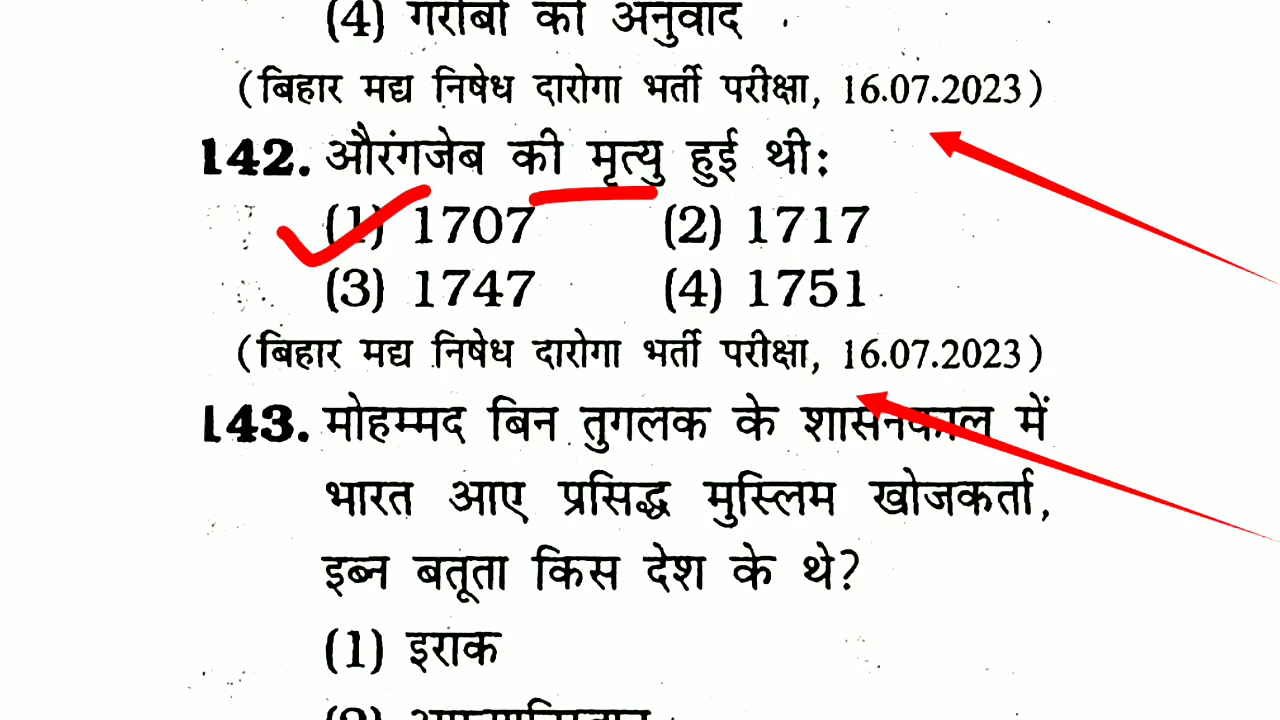 (4) गरीबों का अनुवाद
(बिहार मद्य निषेध दारोगा भर्ती परीक्षा, 16.07.2023)
142. औरंगजेब की मृत्यु हुई थी:
(1) 1707 (2) 1717
(3) 1747 (4) 1751
(बिहार मद्य निषेध दारोगा भर्ती परीक्षा, 16.07.2023)
143. मोहम्मद बिन तुगलक के शासनकाल में
भारत आए प्रसिद्ध मुस्लिम खोजकर्ता,
इब्न बतूता किस देश के थे?
(1) इराक